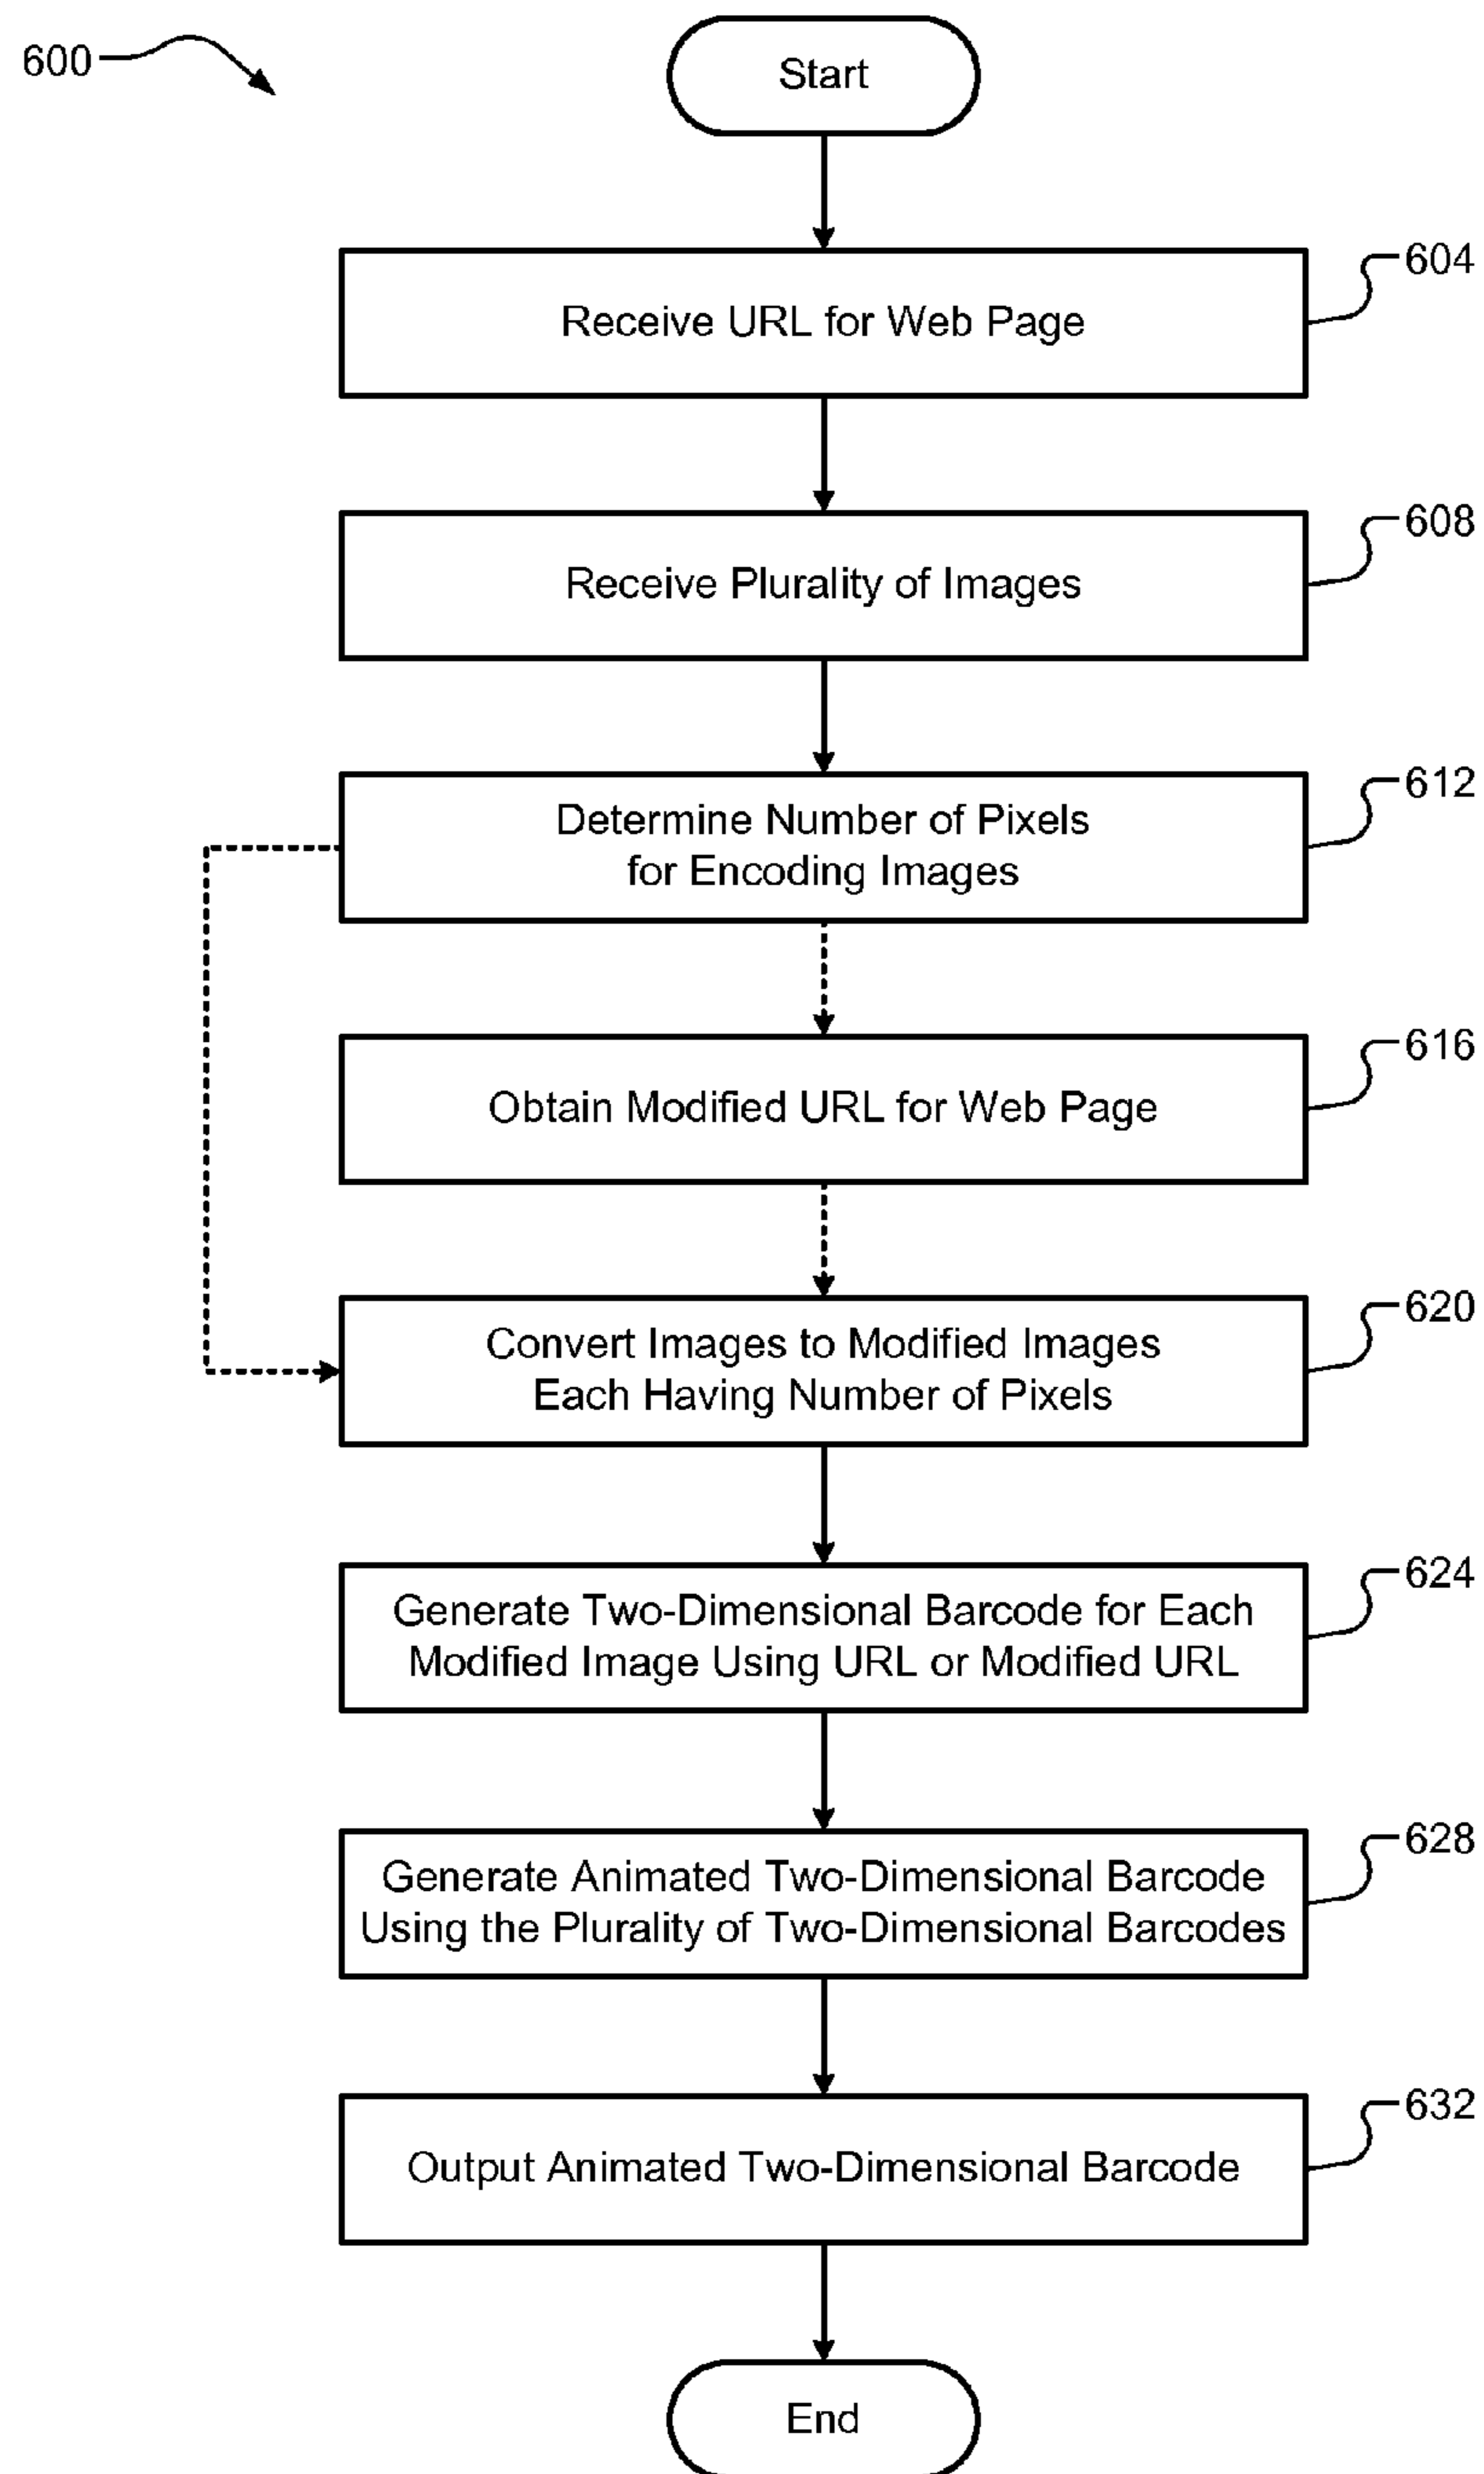 600
Start
Receive URL for Web Page
604
Receive Plurality of Images
608
Determine Number of Pixels
for Encoding Images
612
Obtain Modified URL for Web Page
616
Convert Images to Modified Images
Each Having Number of Pixels
620
Generate Two-Dimensional Barcode for Each
Modified Image Using URL or Modified URL
624
Generate Animated Two-Dimensional Barcode
Using the Plurality of Two-Dimensional Barcodes
628
Output Animated Two-Dimensional Barcode
632
End